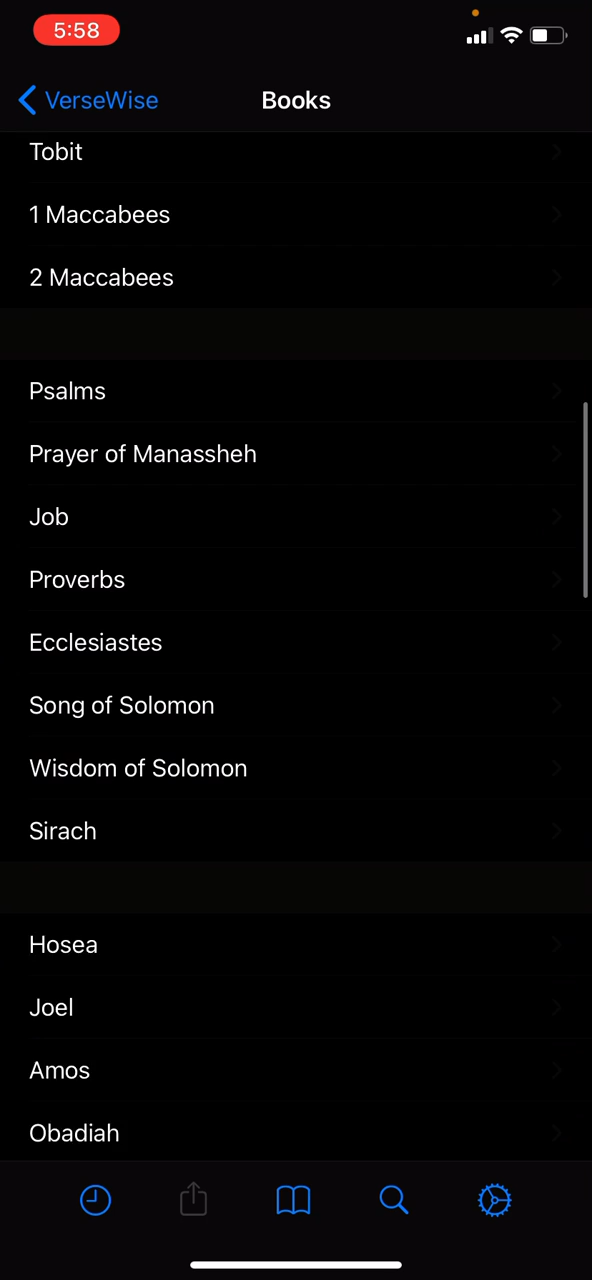 5:58
VerseWise
Books
Tobit
1 Maccabees
2 Maccabees
Psalms
Prayer of Manassheh
Job
Proverbs
Ecclesiastes
Song of Solomon
Wisdom of Solomon
Sirach
Hosea
Joel
Amos
Obadiah